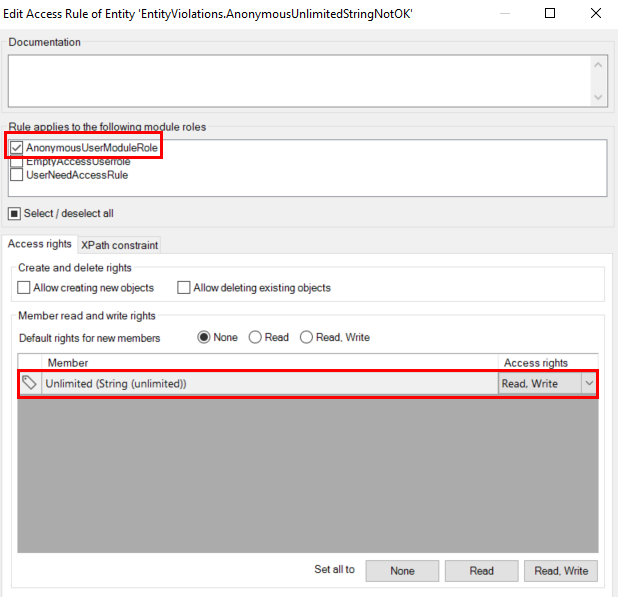 Edit Access Rule of Entity 'EntityViolations.AnonymousUnlimitedStringNotOK'
Documentation
Rule applies to the following module roles
AnonymousUserModuleRole
EmptyAccessUserrole
UserNeedAccessRule
Select / deselect all
Access rights XPath constraint
Create and delete rights
Allow creating new objects Allow deleting existing objects
Member read and write rights
Default rights for new members None Read Read, Write
Member Access rights
Unlimited (String (unlimited)) Read, Write
Set all to None Read Read, Write